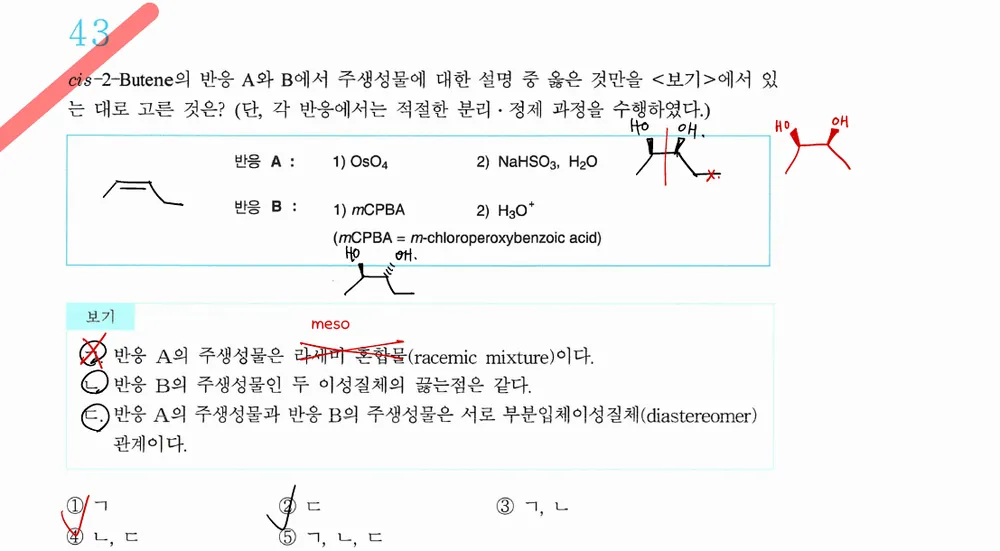 43
cis-2-Butene의 반응 A와 B에서 주생성물에 대한 설명 중 옳은 것만을 <보기>에서 있
는 대로 고른 것은? (단, 각 반응에서는 적절한 분리·정제 과정을 수행하였다.)
HO OH. HO OH
반응 A : 1) OsO₄ 2) NaHSO₃, H₂O
반응 B : 1) mCPBA 2) H₃O⁺
(mCPBA = m-chloroperoxybenzoic acid)
HO OH.
보기
meso
ㄱ. 반응 A의 주생성물은 라세미 혼합물(racemic mixture)이다.
ㄴ. 반응 B의 주생성물인 두 이성질체의 끓는점은 같다.
ㄷ. 반응 A의 주생성물과 반응 B의 주생성물은 서로 부분입체이성질체(diastereomer)
관계이다.
① ㄱ ② ㄷ ③ ㄱ, ㄴ
④ ㄴ, ㄷ ⑤ ㄱ, ㄴ, ㄷ